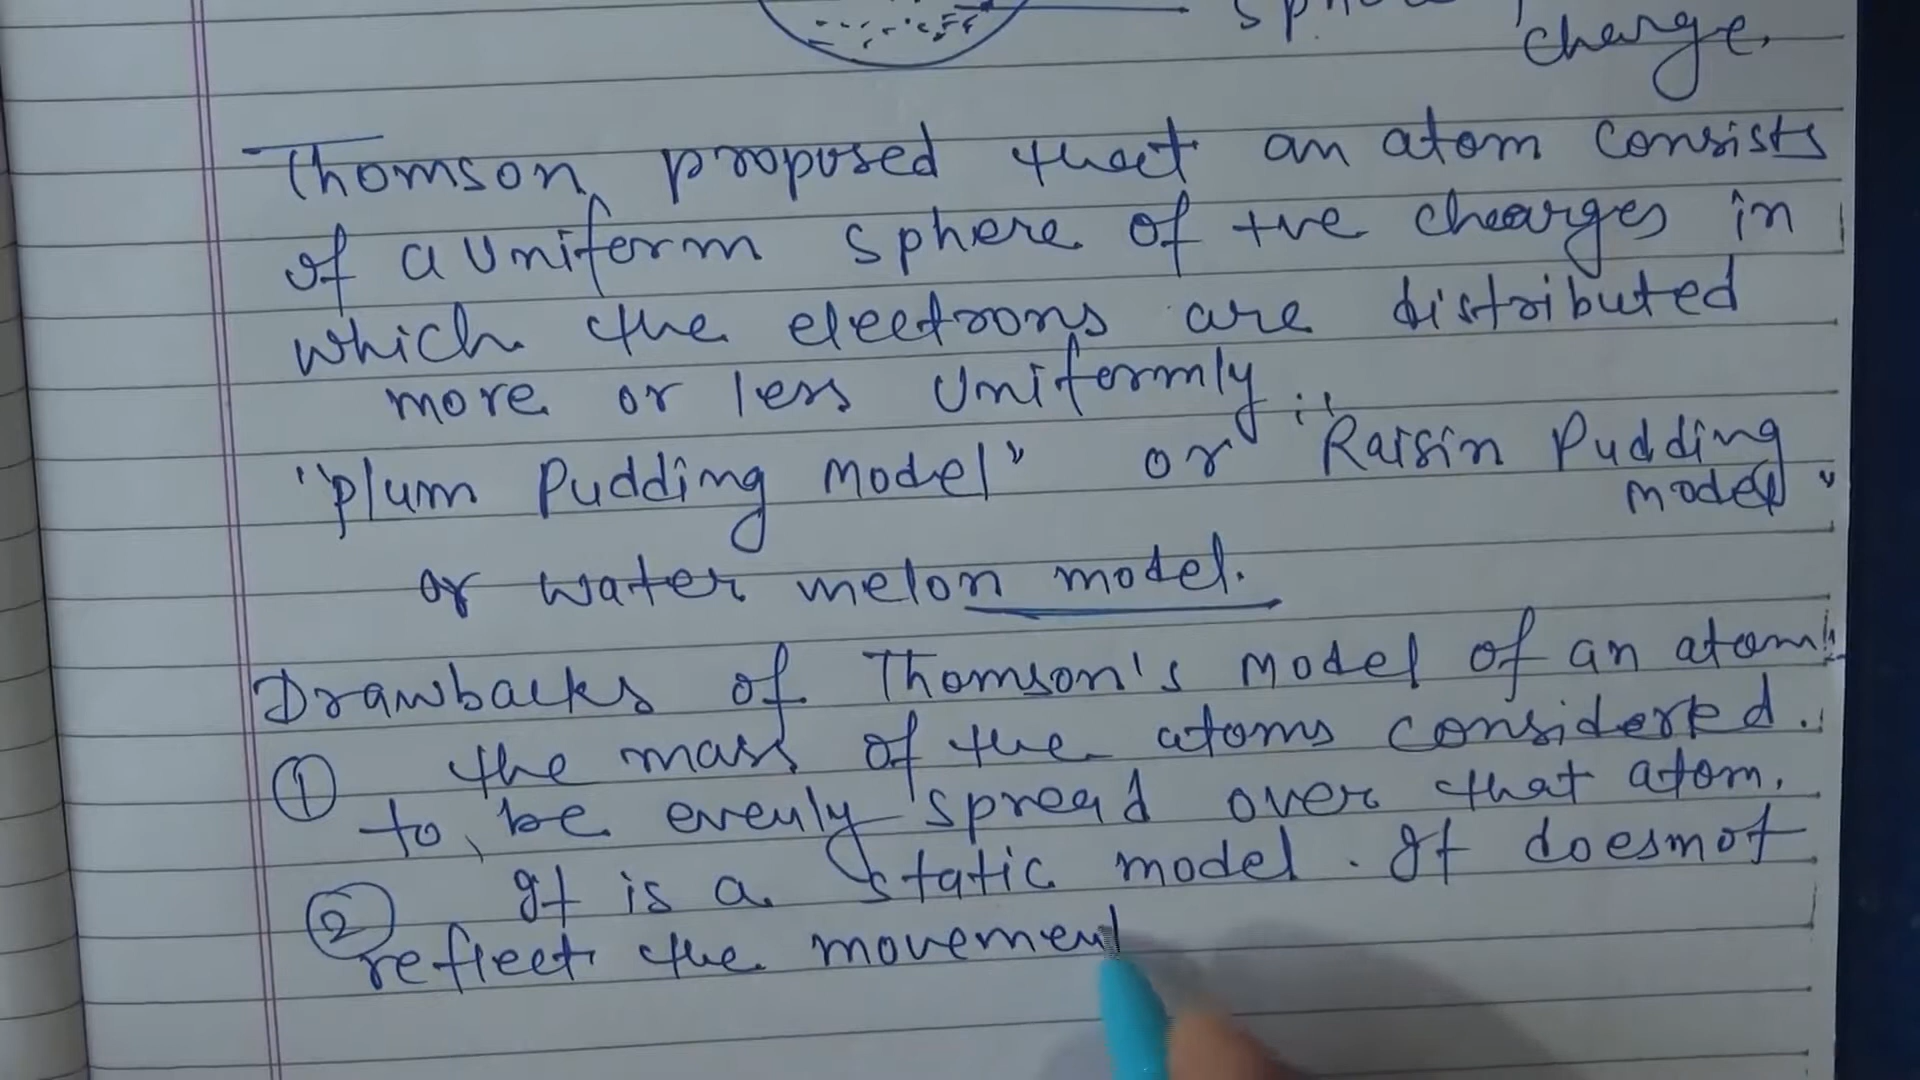 charge.
Thomson proposed that an atom consists
of a uniform sphere of +ve charges in
which the electrons are distributed
more or less uniformly.
"Plum Pudding Model" or "Raisin Pudding
model"
or water melon model.
Drawbacks of Thomson's Model of an atom:
① the mass of the atoms considered
to be evenly spread over that atom.
② It is a static model. It doesnot
reflect the movement